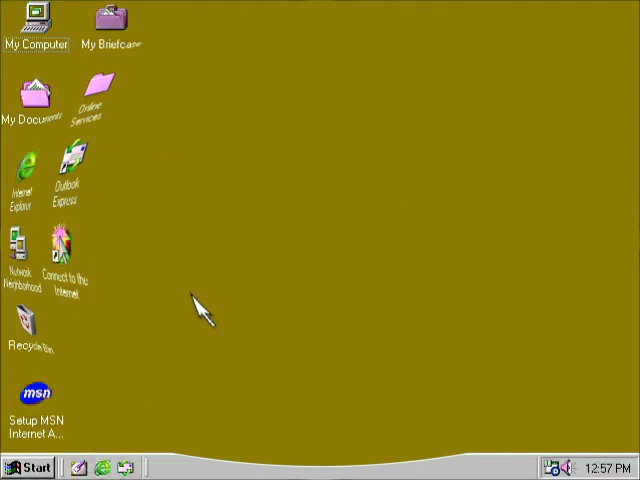 My Computer
My Briefcase
My Documents
Online
Services
Internet
Explorer
Outlook
Express
Network
Neighborhood
Connect to the
Internet
Recycle Bin
msn
Setup MSN
Internet A...
Start
12:57 PM